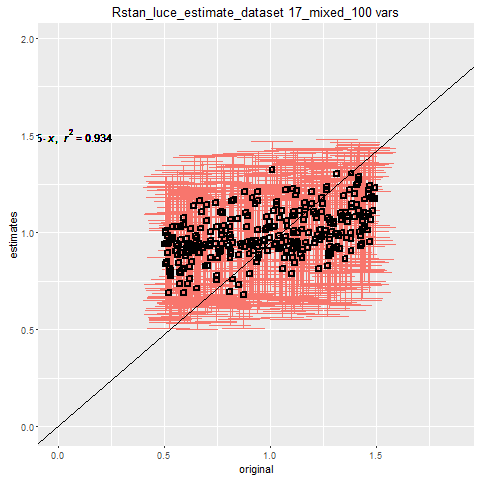 Rstan_luce_estimate_dataset 17_mixed_100 vars
2.0
1.5
· x, r² = 0.934
1.0
0.5
0.0
estimates
0.0 0.5 1.0 1.5
original